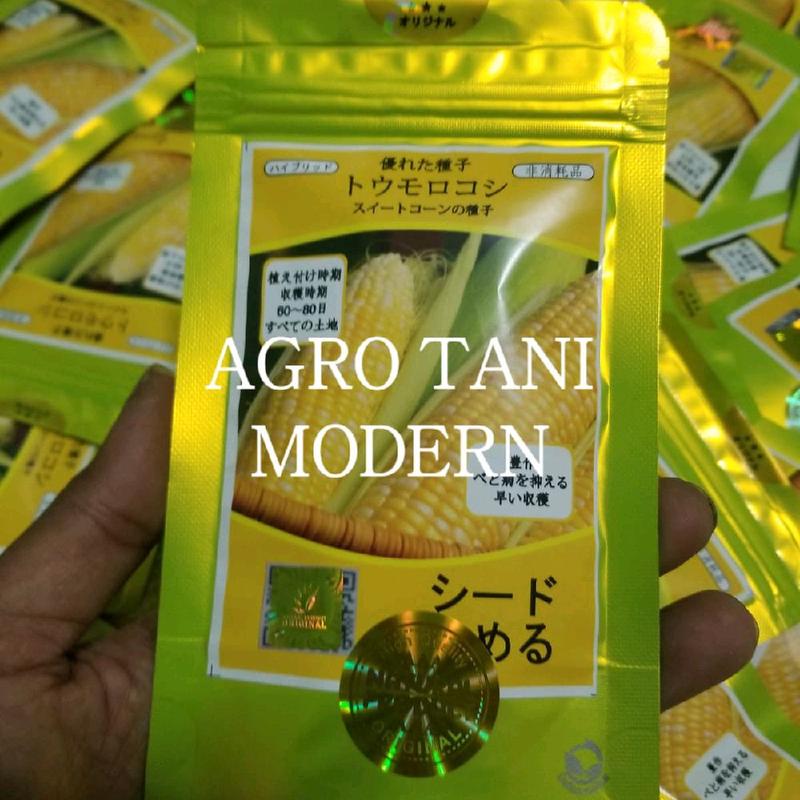 オリジナル
ハイブリッド
優れた種子
非消耗品
トウモロコシ
スイートコーンの種子
植え付け時期
収穫時期
60～80日
すべての土地
AGRO TANI
MODERN
豊作
べと病を抑える
早い収穫
シード
める
ORIGINAL
ORIGINAL